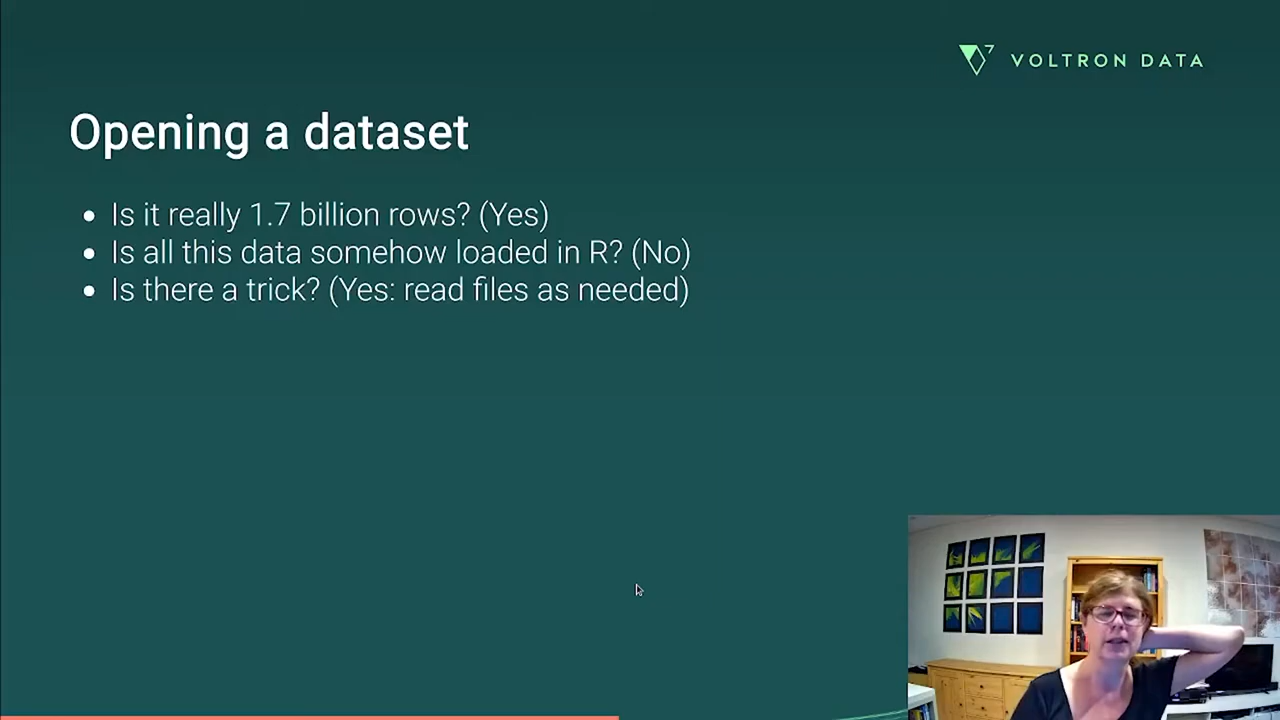 VOLTRON DATA
Opening a dataset
Is it really 1.7 billion rows? (Yes)
Is all this data somehow loaded in R? (No)
Is there a trick? (Yes: read files as needed)